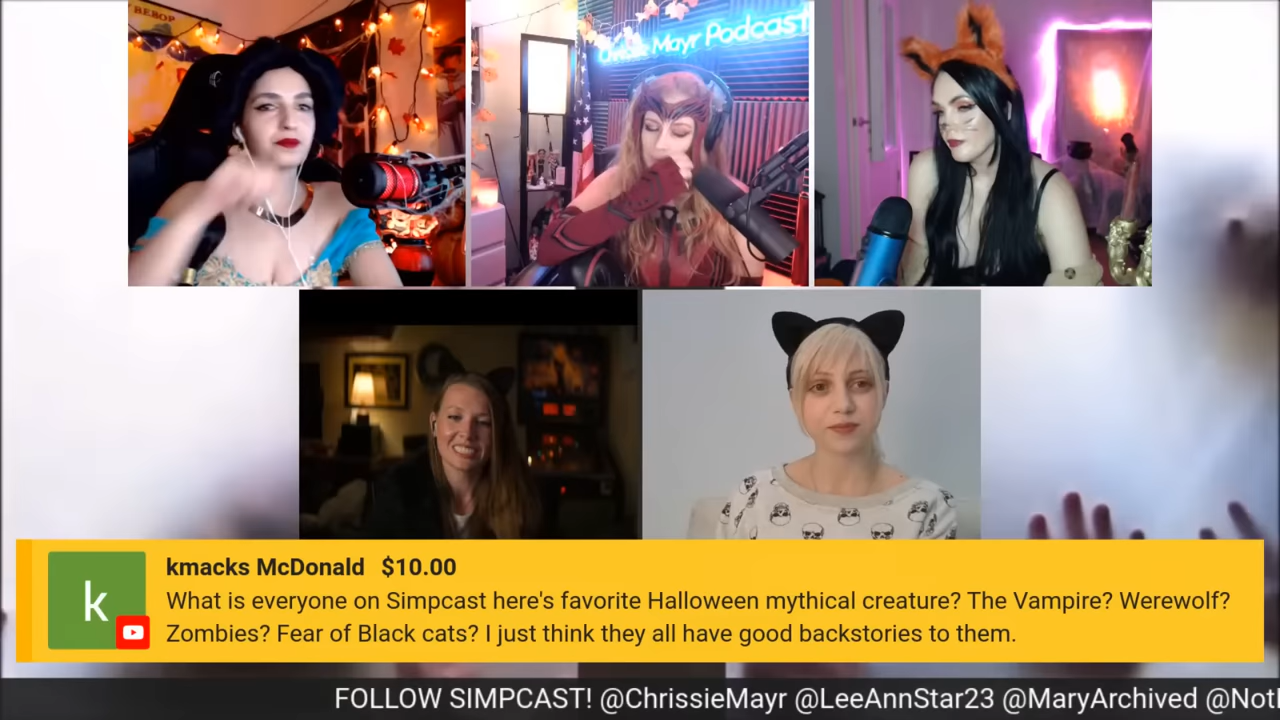 BEBOP
Chrissie Mayr Podcast
k
kmacks McDonald $10.00
What is everyone on Simpcast here's favorite Halloween mythical creature? The Vampire? Werewolf?
Zombies? Fear of Black cats? I just think they all have good backstories to them.
FOLLOW SIMPCAST! @ChrissieMayr @LeeAnnStar23 @MaryArchived